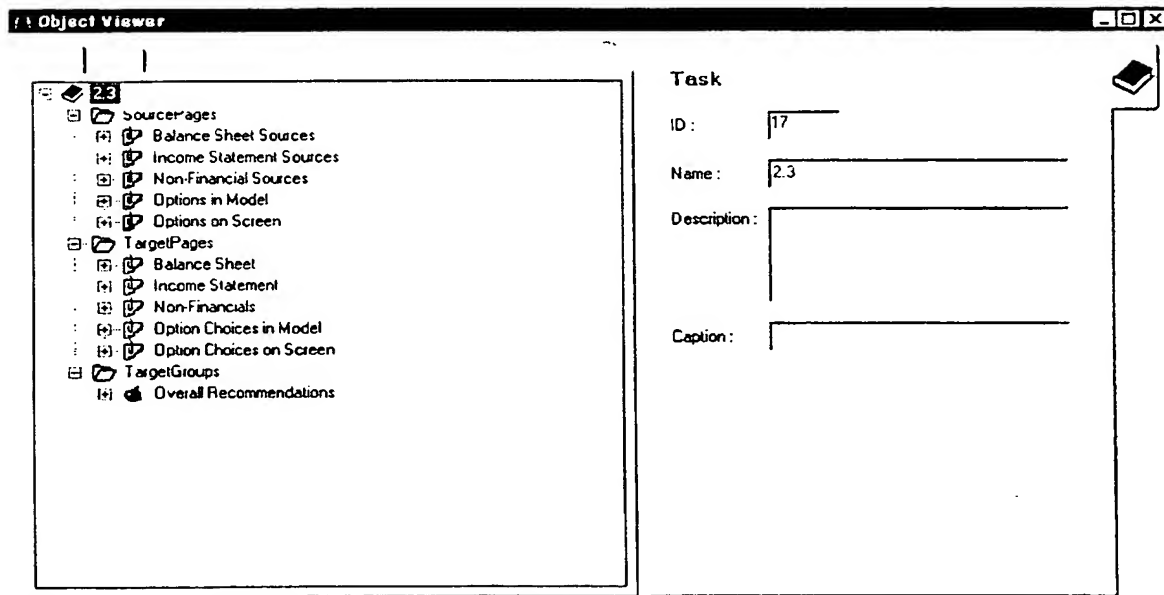 Object Viewer
2.3
SourcePages
Balance Sheet Sources
Income Statement Sources
Non-Financial Sources
Options in Model
Options on Screen
TargetPages
Balance Sheet
Income Statement
Non-Financials
Option Choices in Model
Option Choices on Screen
TargetGroups
Overall Recommendations
Task
ID : 17
Name : 2.3
Description :
Caption :